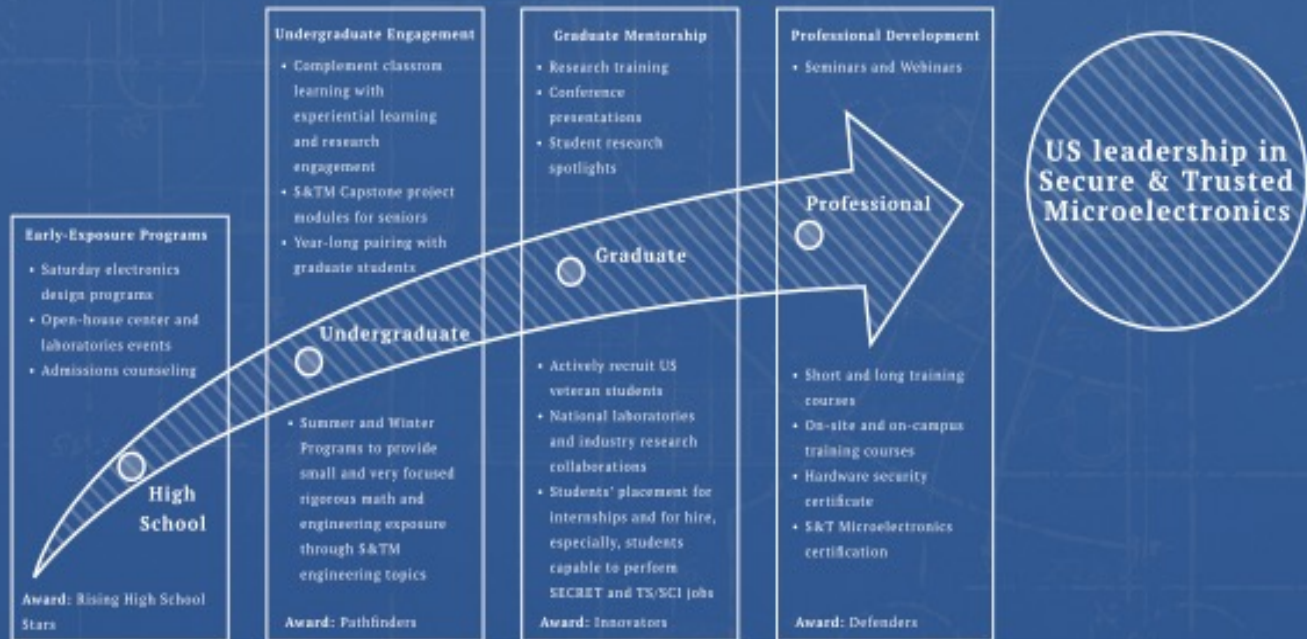 Early-Exposure Programs
• Saturday electronics
design programs
• Open-house center and
laboratories events
• Admissions counseling
High
School
Award: Rising High School
Stars
Undergraduate Engagement
• Complement classrom
learning with
experiential learning
and research
engagement
• S&TM Capstone project
modules for seniors
• Year-long pairing with
graduate students
Undergraduate
• Summer and Winter
Programs to provide
small and very focused
rigorous math and
engineering exposure
through S&TM
engineering topics
Award: Pathfinders
Graduate Mentorship
• Research training
• Conference
presentations
• Student research
spotlights
Graduate
• Actively recruit US
veteran students
• National laboratories
and industry research
collaborations
• Students' placement for
internships and for hire,
especially, students
capable to perform
SECRET and TS/SCI jobs
Award: Innovators
Professional Development
• Seminars and Webinars
Professional
• Short and long training
courses
• On-site and on-campus
training courses
• Hardware security
certificate
• S&T Microelectronics
certification
Award: Defenders
US leadership in
Secure & Trusted
Microelectronics